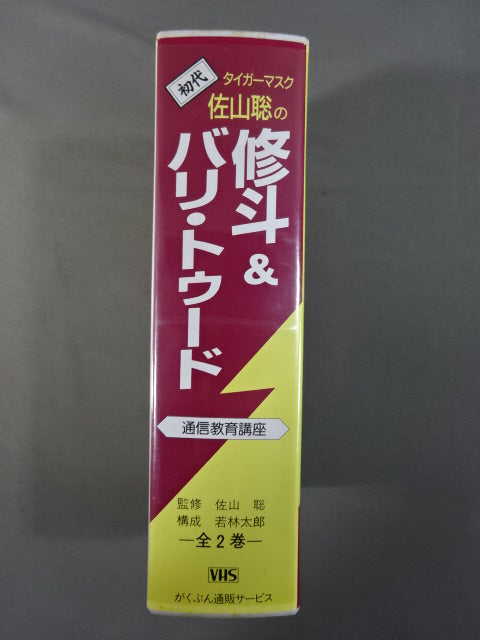 初代
タイガーマスク
佐山聡の
修斗&
バリ・トゥード
通信教育講座
監修 佐山 聡
構成 若林太郎
―全2巻―
VHS
がくぶん通販サービス